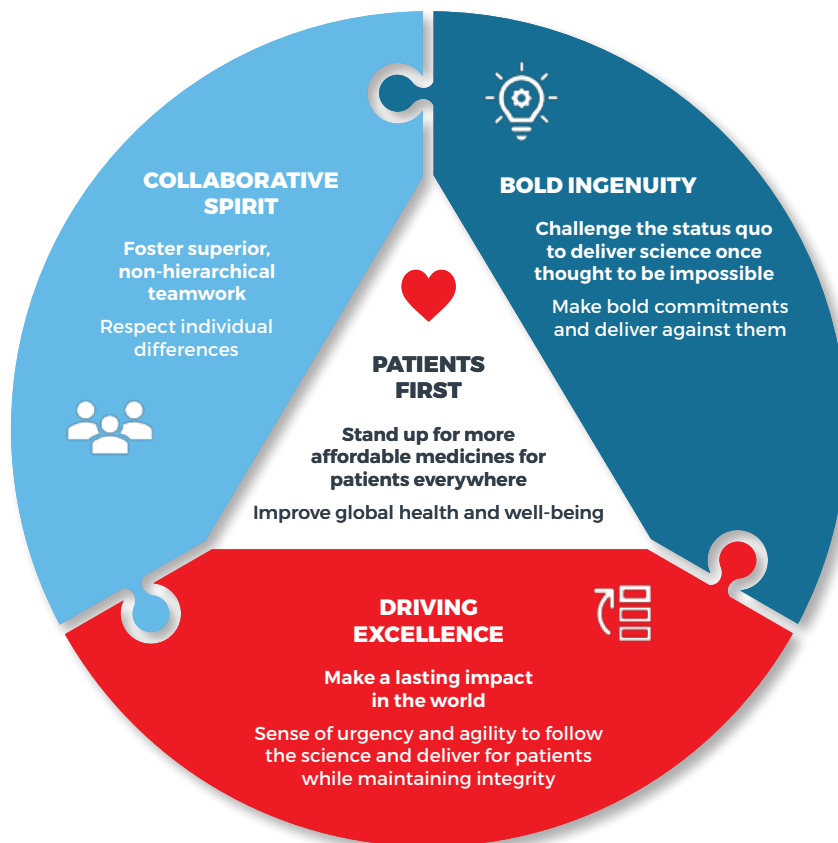 COLLABORATIVE
SPIRIT
Foster superior,
non-hierarchical
teamwork
Respect individual
differences
BOLD INGENUITY
Challenge the status quo
to deliver science once
thought to be impossible
Make bold commitments
and deliver against them
PATIENTS
FIRST
Stand up for more
affordable medicines for
patients everywhere
Improve global health and well-being
DRIVING
EXCELLENCE
Make a lasting impact
in the world
Sense of urgency and agility to follow
the science and deliver for patients
while maintaining integrity